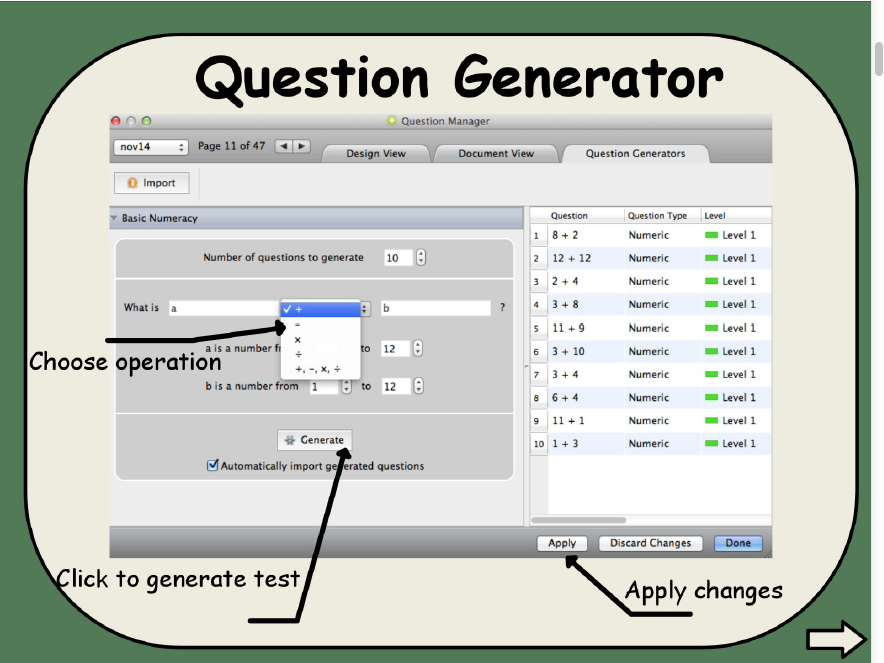 Question Generator
Question Manager
nov14 Page 11 of 47
Design View Document View Question Generators
Import
Basic Numeracy
Number of questions to generate 10
What is a + b ?
=
×
÷
+, −, ×, ÷
a is a number to 12
b is a number from 1 to 12
Choose operation
Generate
Automatically import generated questions
Question Question Type Level
1 8 + 2 Numeric Level 1
2 12 + 12 Numeric Level 1
3 2 + 4 Numeric Level 1
4 3 + 8 Numeric Level 1
5 11 + 9 Numeric Level 1
6 3 + 10 Numeric Level 1
7 3 + 4 Numeric Level 1
8 6 + 4 Numeric Level 1
9 11 + 1 Numeric Level 1
10 1 + 3 Numeric Level 1
Apply Discard Changes Done
Click to generate test
Apply changes